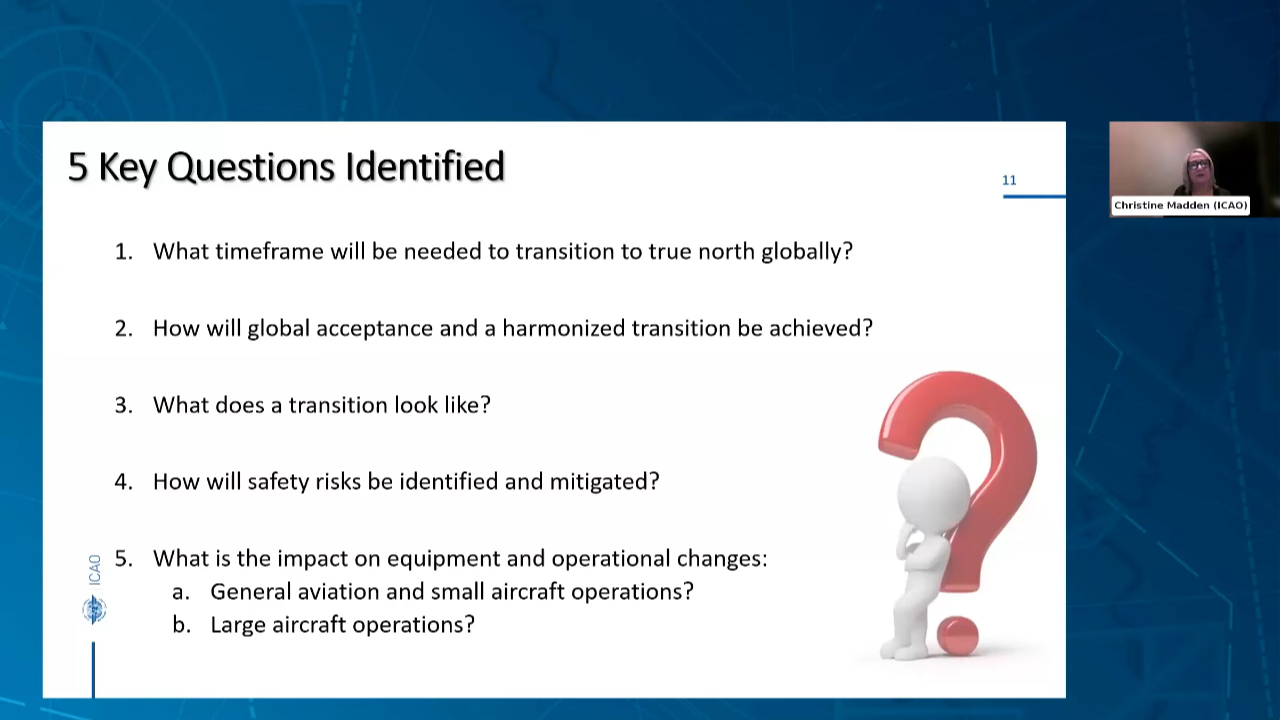 5 Key Questions Identified
11
Christine Madden (ICAO)
1. What timeframe will be needed to transition to true north globally?
2. How will global acceptance and a harmonized transition be achieved?
3. What does a transition look like?
4. How will safety risks be identified and mitigated?
5. What is the impact on equipment and operational changes:
a. General aviation and small aircraft operations?
b. Large aircraft operations?
ICAO